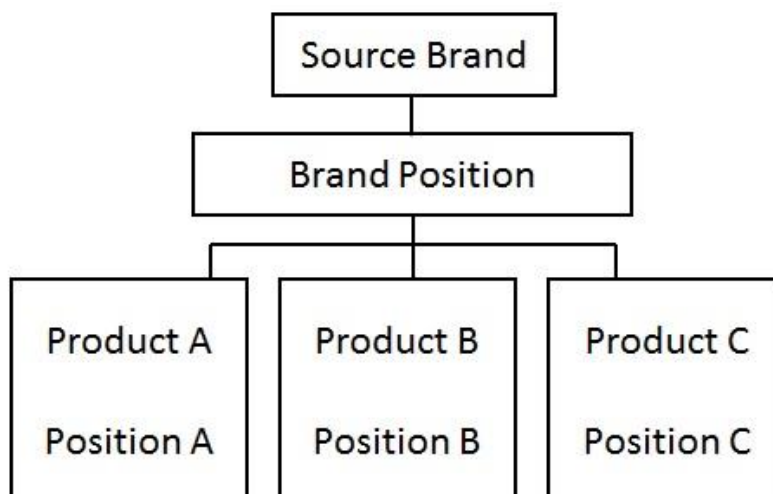 Source Brand
Brand Position
Product A
Position A
Product B
Position B
Product C
Position C